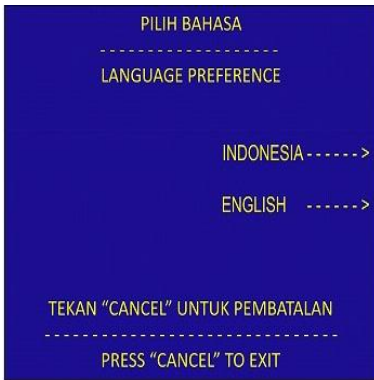 PILIH BAHASA
- - - - - - - - - - - - - - - - - - -
LANGUAGE PREFERENCE
INDONESIA - - - - - - >
ENGLISH - - - - - - >
TEKAN “CANCEL” UNTUK PEMBATALAN
- - - - - - - - - - - - - - - - - - - - - - - - - - - - - - -
PRESS “CANCEL” TO EXIT